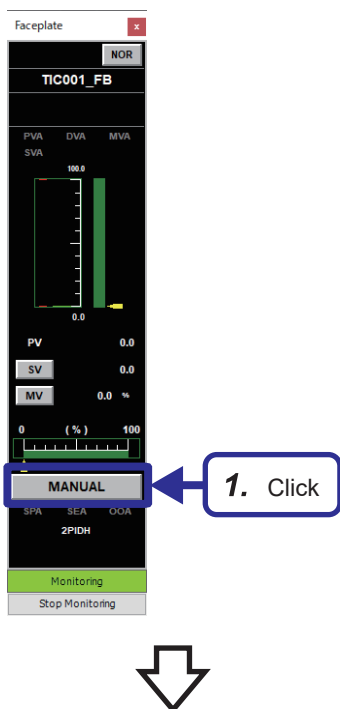 Faceplate x
NOR
TIC001_FB
PVA DVA MVA
SVA
100.0
0.0
PV 0.0
SV 0.0
MV 0.0 %
0 (%) 100
MANUAL
1. Click
SPA SEA OOA
2PIDH
Monitoring
Stop Monitoring